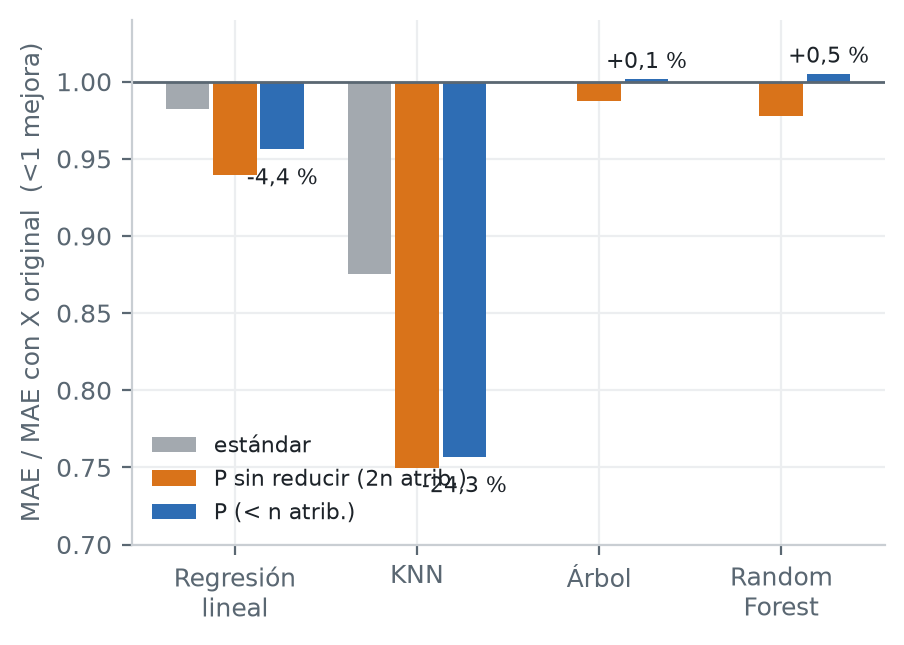 MAE / MAE con X original (<1 mejora)
1.00
0.95
0.90
0.85
0.80
0.75
0.70
-4,4 %
-24,3 %
+0,1 %
+0,5 %
estándar
P sin reducir (2n atrib.)
P (< n atrib.)
Regresión
lineal
KNN
Árbol
Random
Forest